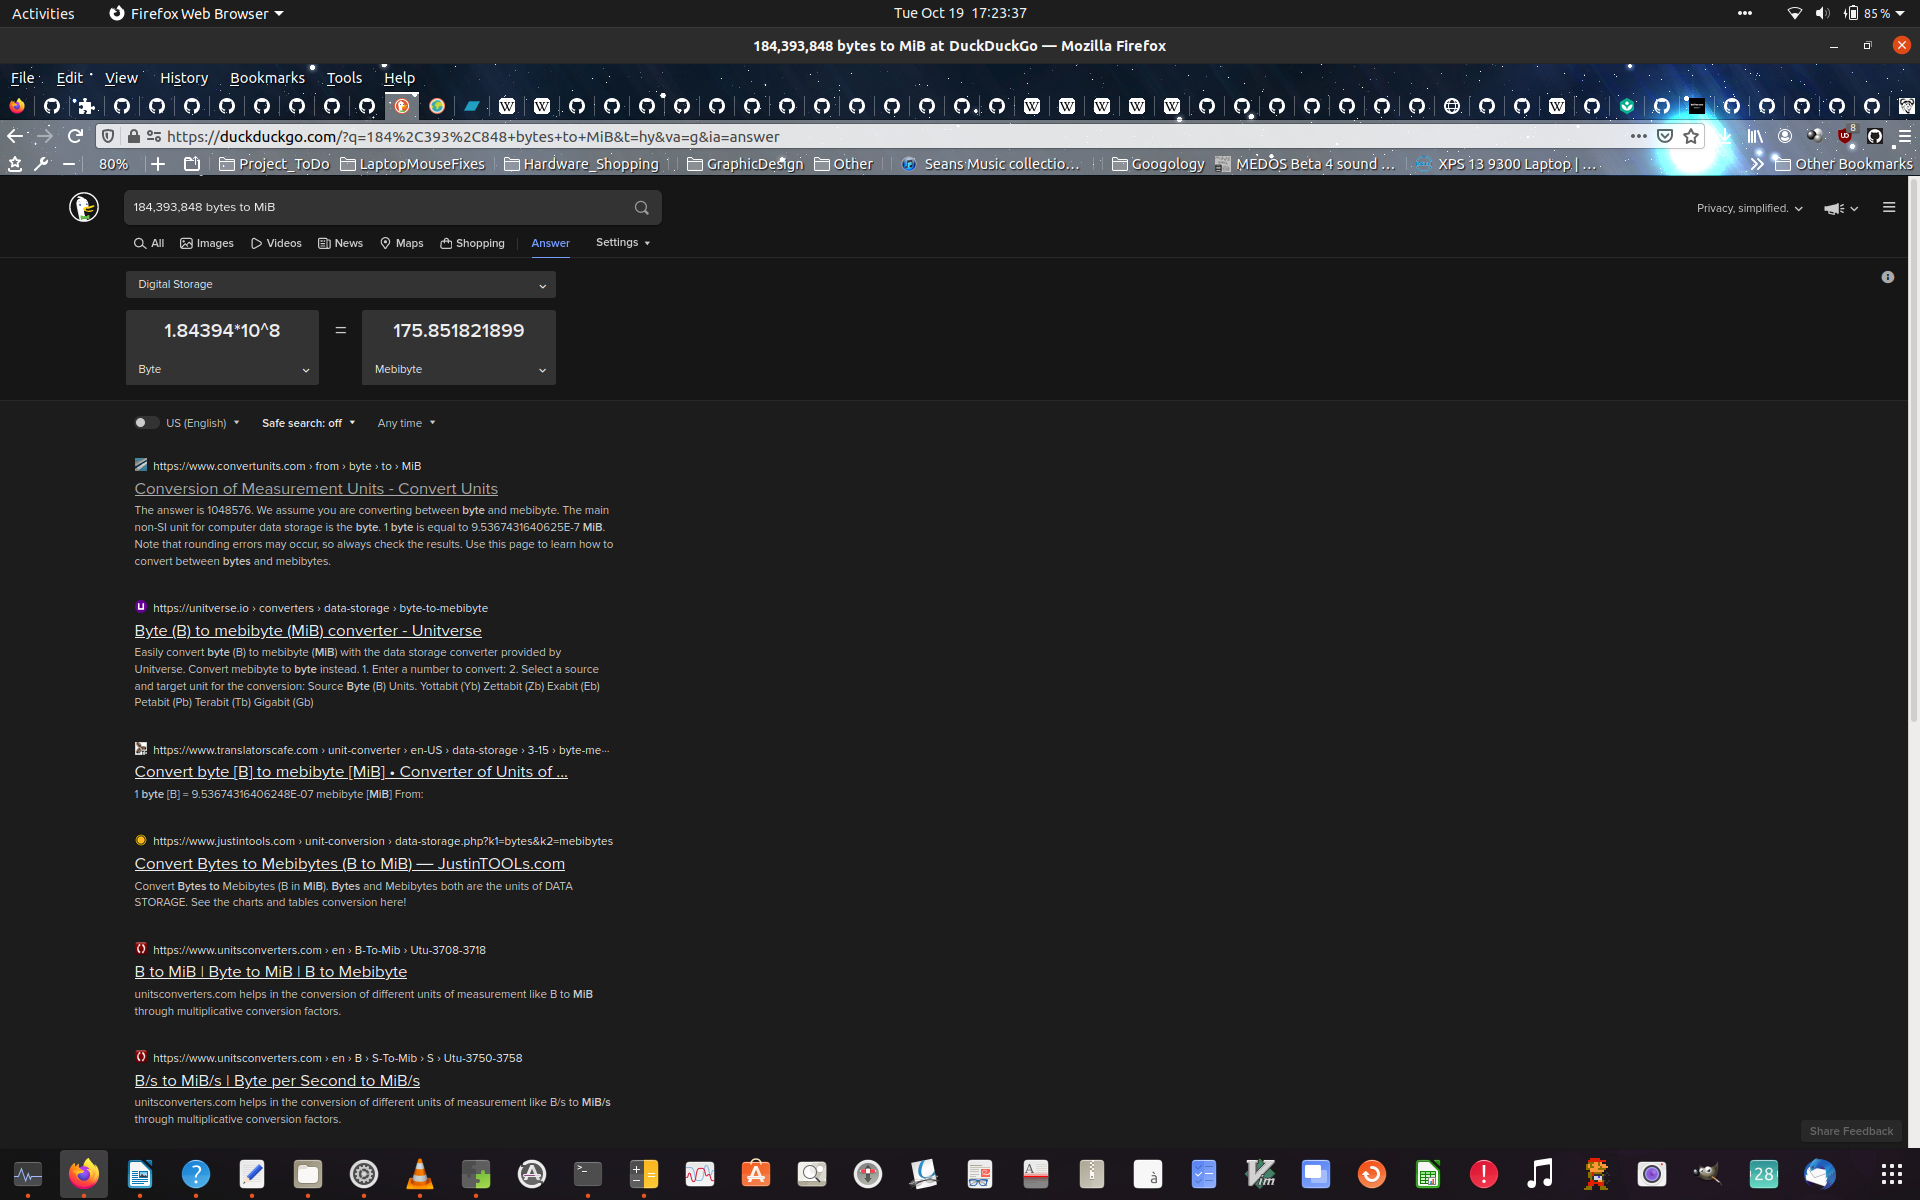 Activities
Firefox Web Browser
Tue Oct 19 17:23:37
85 %
184,393,848 bytes to MiB at DuckDuckGo — Mozilla Firefox
File Edit View History Bookmarks Tools Help
https://duckduckgo.com/?q=184%2C393%2C848+bytes+to+MiB&t=hy&va=g&ia=answer
8
80%
Project_ToDo
LaptopMouseFixes
Hardware_Shopping
GraphicDesign
Other
Seans Music collectio…
Googology
MEDOS Beta 4 sound …
XPS 13 9300 Laptop | …
Other Bookmarks
184,393,848 bytes to MiB
Privacy, simplified.
All Images Videos News Maps Shopping Answer Settings
Digital Storage
1.84394*10^8 = 175.851821899
Byte Mebibyte
US (English) Safe search: off Any time
https://www.convertunits.com › from › byte › to › MiB
Conversion of Measurement Units - Convert Units
The answer is 1048576. We assume you are converting between byte and mebibyte. The main
non-SI unit for computer data storage is the byte. 1 byte is equal to 9.5367431640625E-7 MiB.
Note that rounding errors may occur, so always check the results. Use this page to learn how to
convert between bytes and mebibytes.
https://unitverse.io › converters › data-storage › byte-to-mebibyte
Byte (B) to mebibyte (MiB) converter - Unitverse
Easily convert byte (B) to mebibyte (MiB) with the data storage converter provided by
Unitverse. Convert mebibyte to byte instead. 1. Enter a number to convert: 2. Select a source
and target unit for the conversion: Source Byte (B) Units. Yottabit (Yb) Zettabit (Zb) Exabit (Eb)
Petabit (Pb) Terabit (Tb) Gigabit (Gb)
https://www.translatorscafe.com › unit-converter › en-US › data-storage › 3-15 › byte-me…
Convert byte [B] to mebibyte [MiB] • Converter of Units of ...
1 byte [B] = 9.53674316406248E-07 mebibyte [MiB] From:
https://www.justintools.com › unit-conversion › data-storage.php?k1=bytes&k2=mebibytes
Convert Bytes to Mebibytes (B to MiB) — JustinTOOLs.com
Convert Bytes to Mebibytes (B in MiB). Bytes and Mebibytes both are the units of DATA
STORAGE. See the charts and tables conversion here!
https://www.unitsconverters.com › en › B-To-Mib › Utu-3708-3718
B to MiB | Byte to MiB | B to Mebibyte
unitsconverters.com helps in the conversion of different units of measurement like B to MiB
through multiplicative conversion factors.
https://www.unitsconverters.com › en › B › S-To-Mib › S › Utu-3750-3758
B/s to MiB/s | Byte per Second to MiB/s
unitsconverters.com helps in the conversion of different units of measurement like B/s to MiB/s
through multiplicative conversion factors.
Share Feedback
28